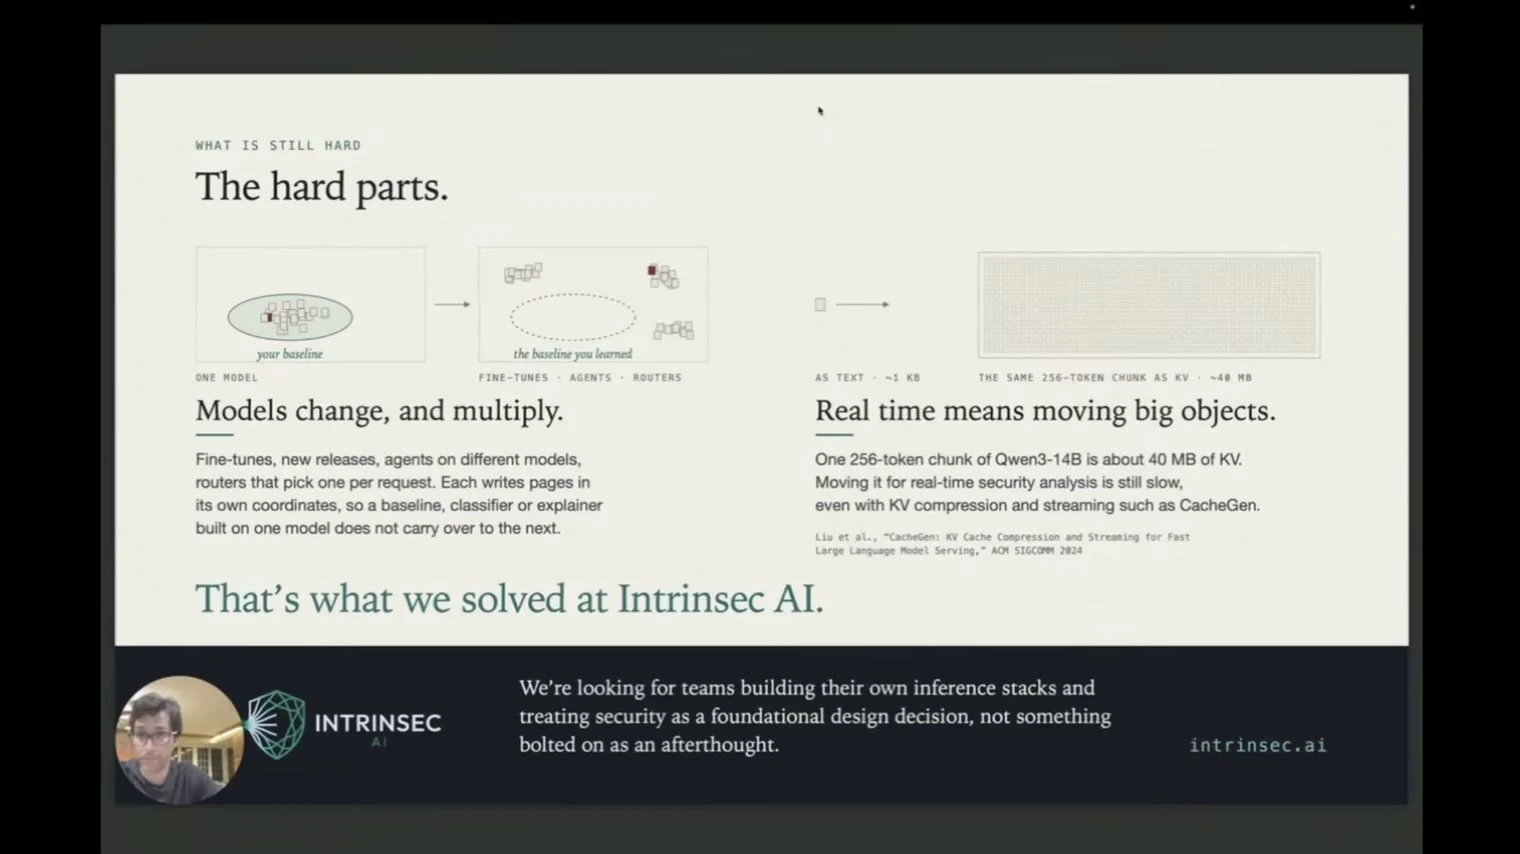 WHAT IS STILL HARD
The hard parts.
your baseline
the baseline you learned
ONE MODEL
FINE-TUNES · AGENTS · ROUTERS
Models change, and multiply.
Fine-tunes, new releases, agents on different models,
routers that pick one per request. Each writes pages in
its own coordinates, so a baseline, classifier or explainer
built on one model does not carry over to the next.
AS TEXT · ~1 KB
THE SAME 256-TOKEN CHUNK AS KV · ~40 MB
Real time means moving big objects.
One 256-token chunk of Qwen3-14B is about 40 MB of KV.
Moving it for real-time security analysis is still slow,
even with KV compression and streaming such as CacheGen.
Liu et al., "CacheGen: KV Cache Compression and Streaming for Fast
Large Language Model Serving," ACM SIGCOMM 2024
That's what we solved at Intrinsec AI.
INTRINSEC
AI
We're looking for teams building their own inference stacks and
treating security as a foundational design decision, not something
bolted on as an afterthought.
intrinsec.ai